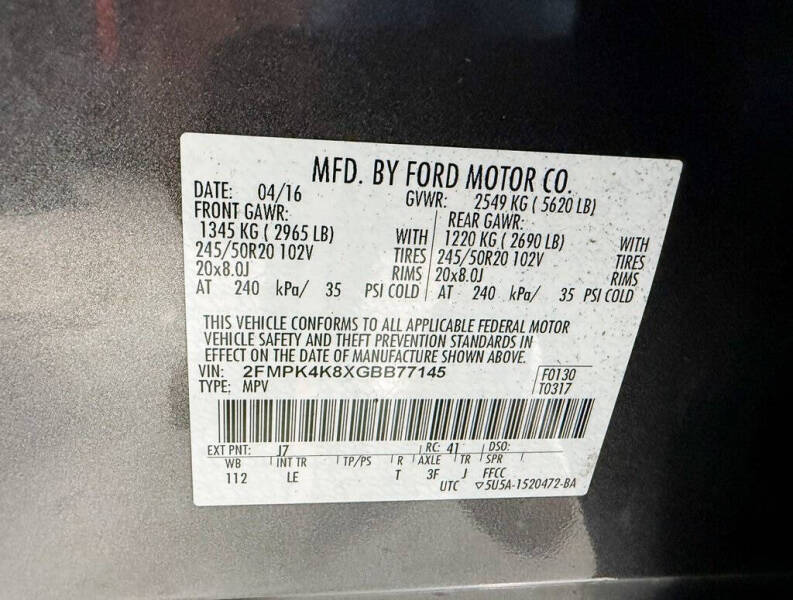 MFD. BY FORD MOTOR CO.
DATE: 04/16 GVWR: 2549 KG ( 5620 LB)
FRONT GAWR: REAR GAWR:
1345 KG ( 2965 LB) WITH 1220 KG ( 2690 LB) WITH
245/50R20 102V TIRES 245/50R20 102V TIRES
20x8.0J RIMS 20x8.0J RIMS
AT 240 kPa/ 35 PSI COLD AT 240 kPa/ 35 PSI COLD
THIS VEHICLE CONFORMS TO ALL APPLICABLE FEDERAL MOTOR
VEHICLE SAFETY AND THEFT PREVENTION STANDARDS IN
EFFECT ON THE DATE OF MANUFACTURE SHOWN ABOVE.
VIN: 2FMPK4K8XGBB77145 F0130
TYPE: MPV T0317
EXT PNT: J7 RC: 41 DSO:
WB INT TR TP/PS R AXLE TR SPR
112 LE T 3F J FFCC
UTC ▽5U5A-1520472-BA